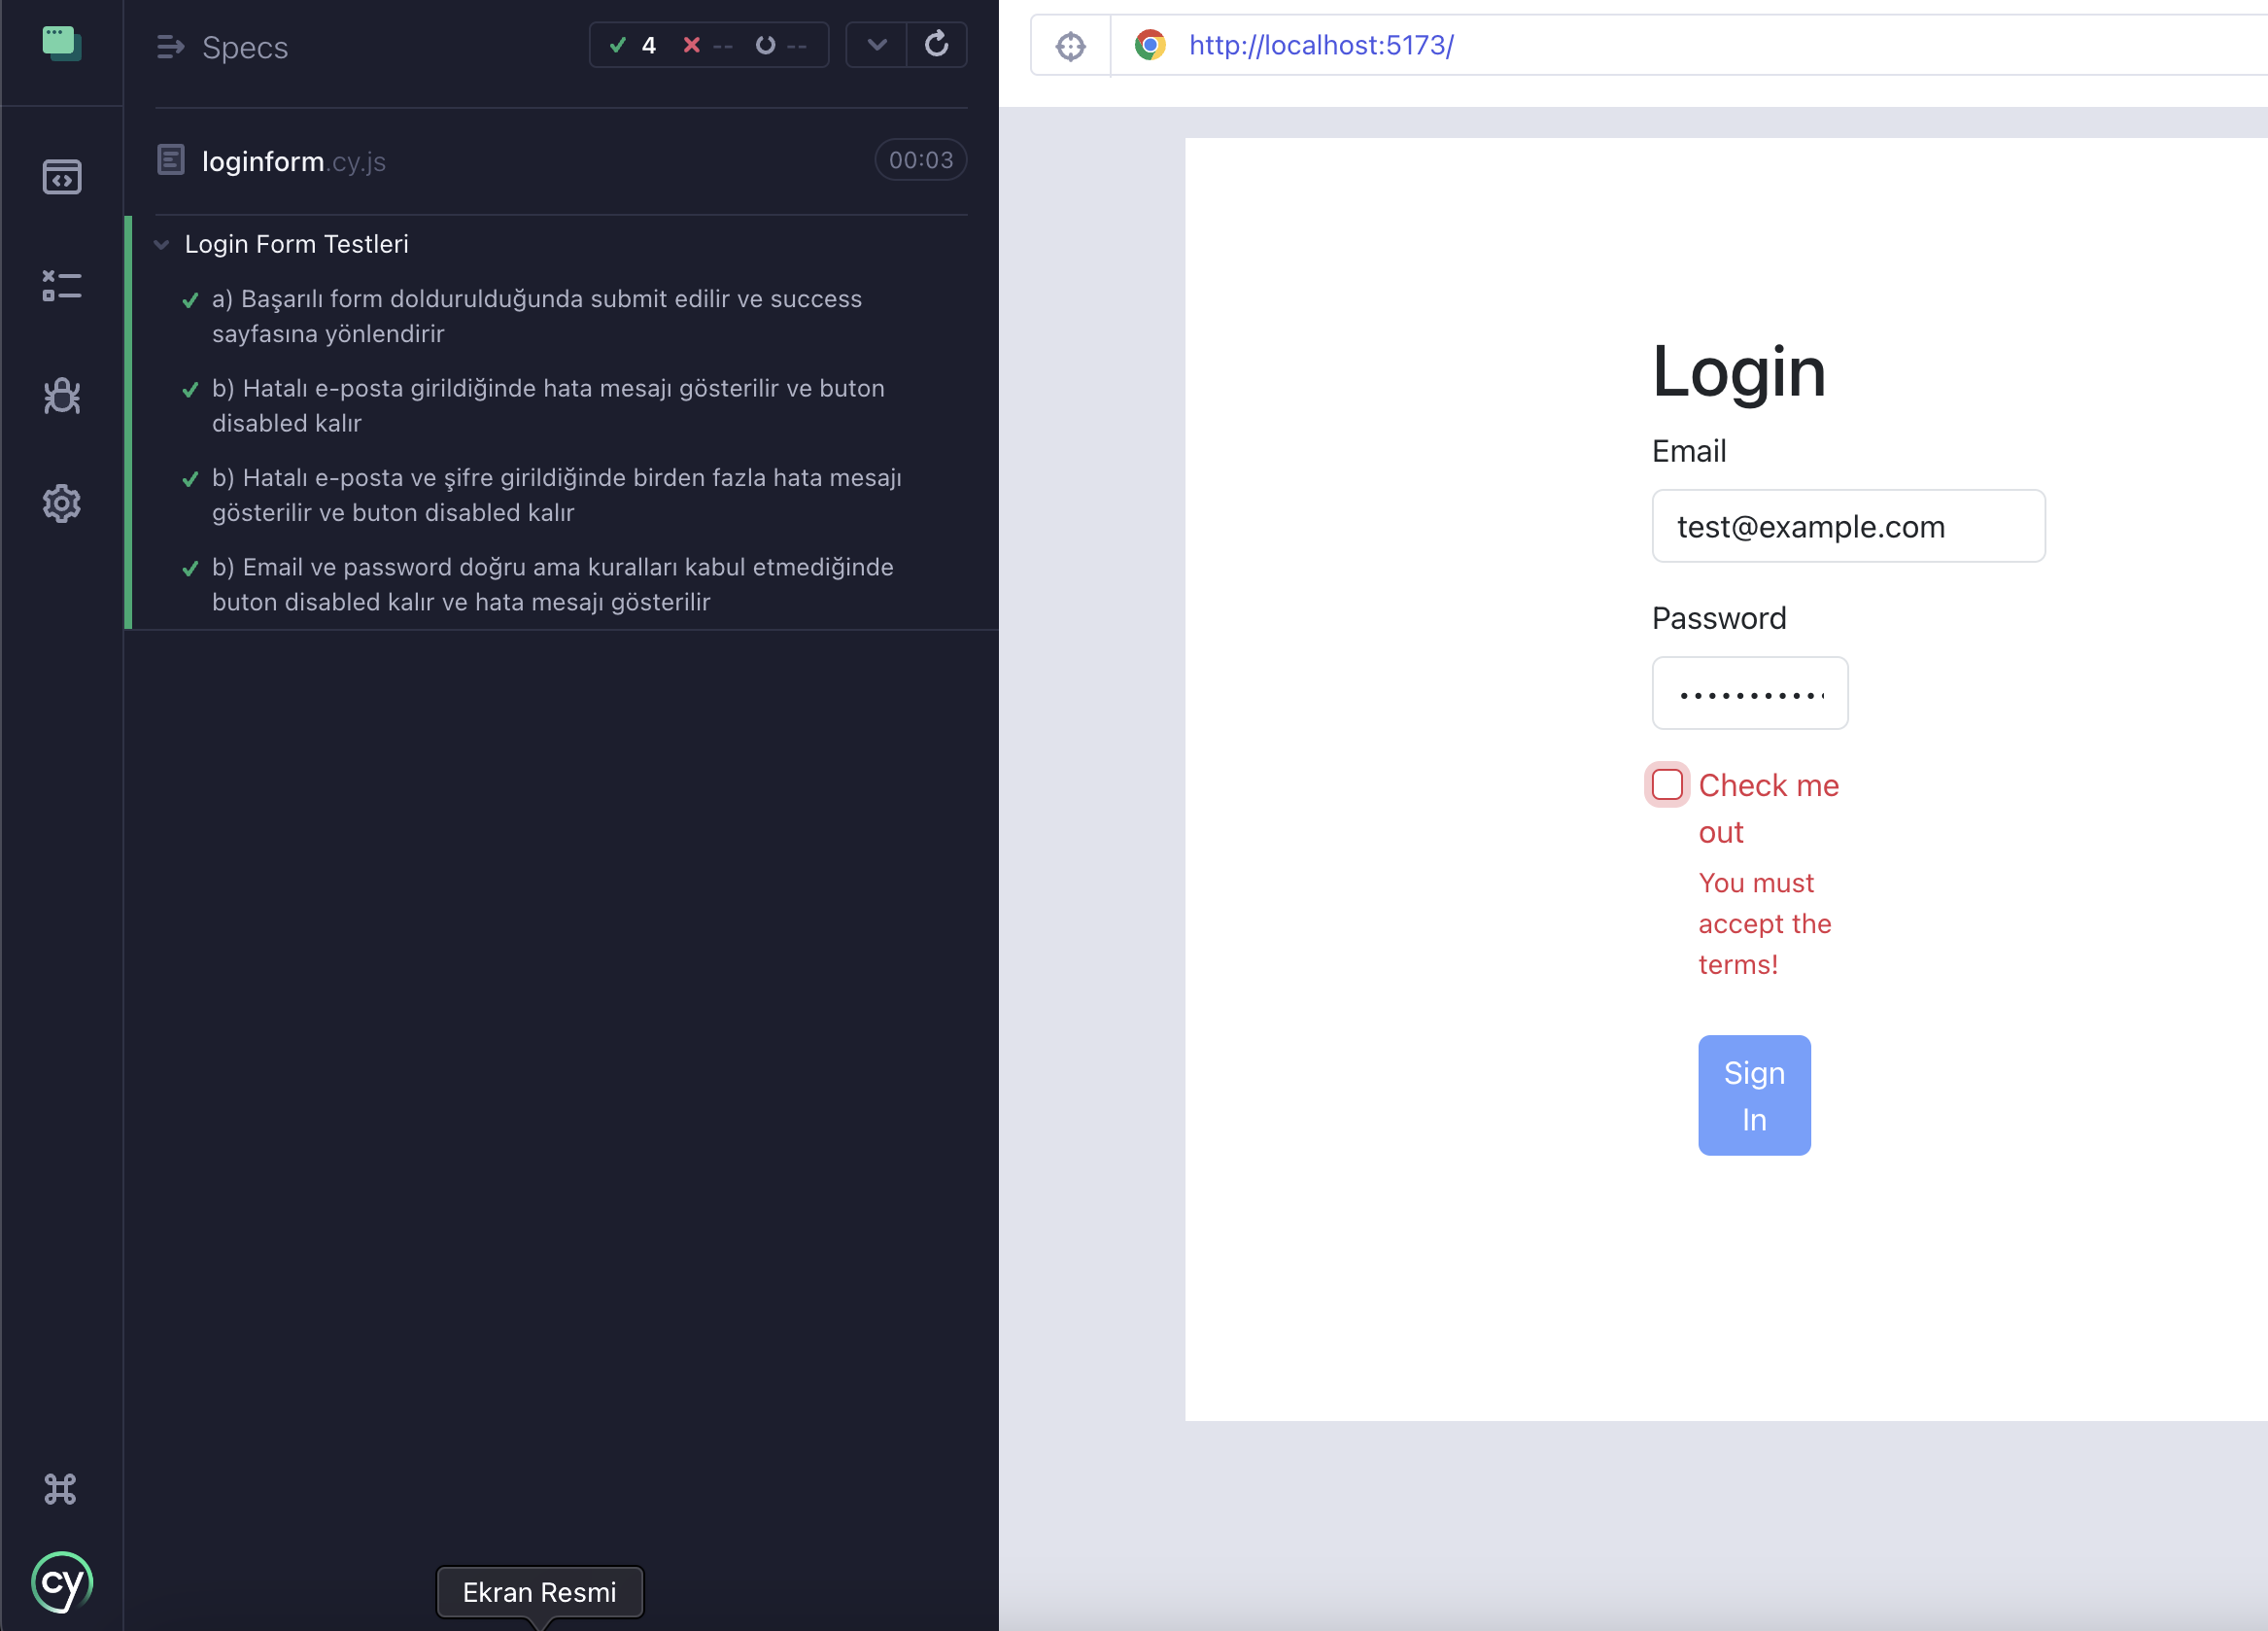 Specs
4 -- --
http://localhost:5173/
loginform.cy.js
00:03
Login Form Testleri
a) Başarılı form doldurulduğunda submit edilir ve success
sayfasına yönlendirir
b) Hatalı e-posta girildiğinde hata mesajı gösterilir ve buton
disabled kalır
b) Hatalı e-posta ve şifre girildiğinde birden fazla hata mesajı
gösterilir ve buton disabled kalır
b) Email ve password doğru ama kuralları kabul etmediğinde
buton disabled kalır ve hata mesajı gösterilir
cy
Ekran Resmi
Login
Email
test@example.com
Password
Check me
out
You must
accept the
terms!
Sign
In